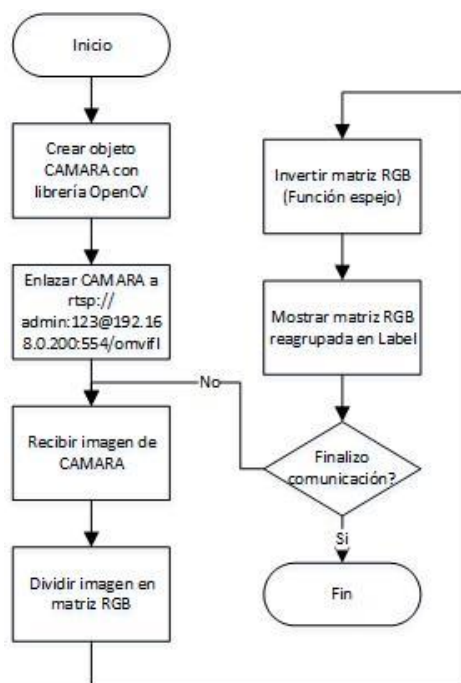 Inicio
Crear objeto
CAMARA con
librería OpenCV
Enlazar CAMARA a
rtsp://
admin:123@192.16
8.0.200:554/omvifl
Recibir imagen de
CAMARA
Dividir imagen en
matriz RGB
Invertir matriz RGB
(Función espejo)
Mostrar matriz RGB
reagrupada en Label
Finalizo
comunicación?
No
Si
Fin